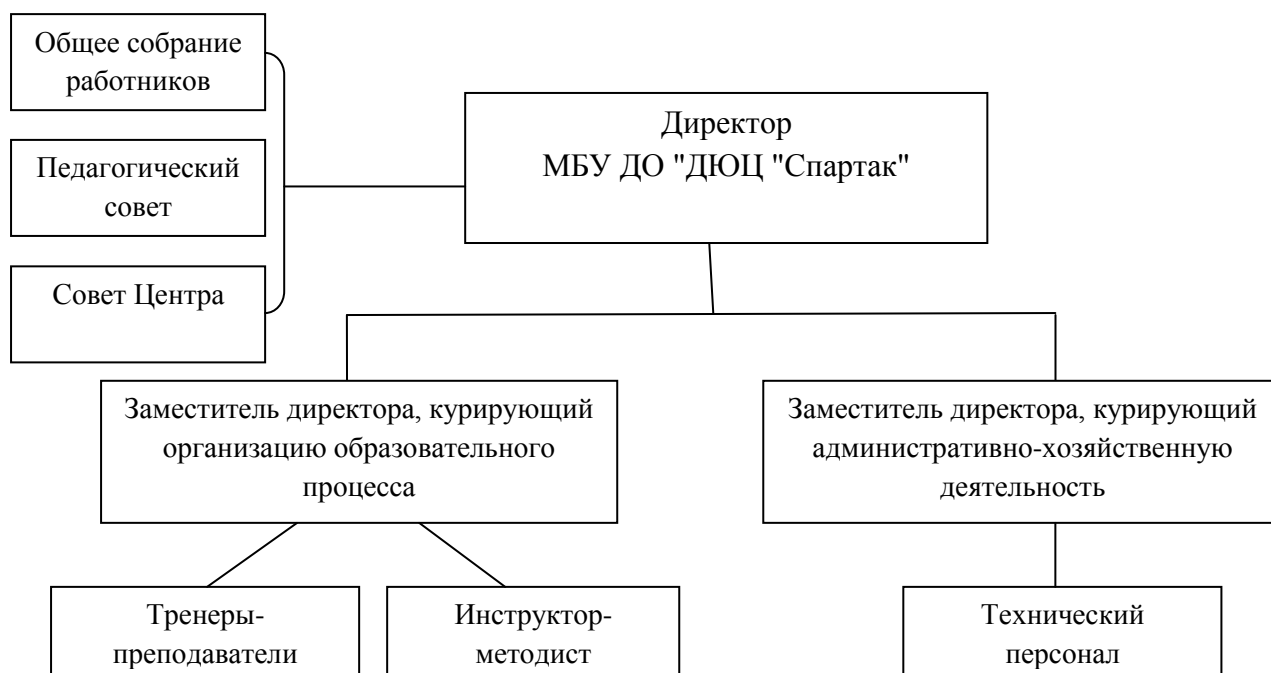 Общее собрание
работников
Педагогический
совет
Совет Центра
Директор
МБУ ДО "ДЮЦ "Спартак"
Заместитель директора, курирующий
организацию образовательного
процесса
Заместитель директора, курирующий
административно-хозяйственную
деятельность
Тренеры-
преподаватели
Инструктор-
методист
Технический
персонал